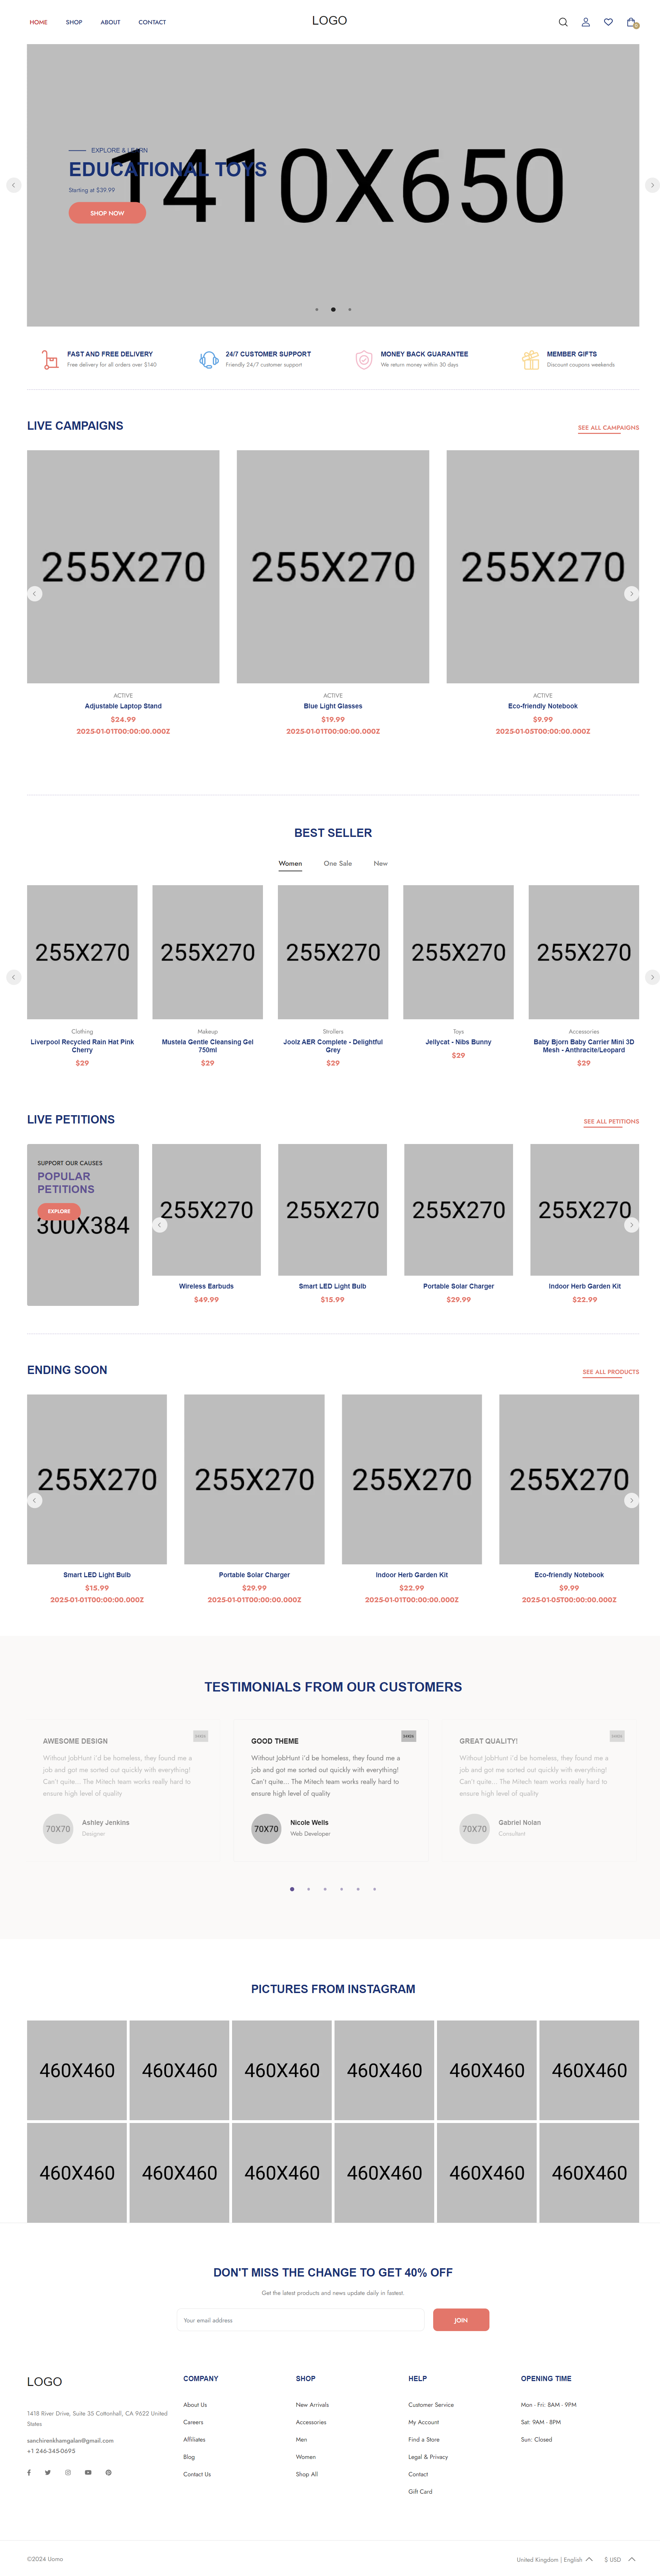 HOME SHOP ABOUT CONTACT LOGO
1410X650
EXPLORE & LEARN
EDUCATIONAL TOYS
Starting at $39.99
SHOP NOW
FAST AND FREE DELIVERY
Free delivery for all orders over $140
24/7 CUSTOMER SUPPORT
Friendly 24/7 customer support
MONEY BACK GUARANTEE
We return money within 30 days
MEMBER GIFTS
Discount coupons weekends
LIVE CAMPAIGNS
SEE ALL CAMPAIGNS
255X270 255X270 255X270
ACTIVE ACTIVE ACTIVE
Adjustable Laptop Stand Blue Light Glasses Eco-friendly Notebook
$24.99 $19.99 $9.99
2025-01-01T00:00:00.000Z 2025-01-01T00:00:00.000Z 2025-01-05T00:00:00.000Z
BEST SELLER
Women One Sale New
255X270 255X270 255X270 255X270 255X270
Clothing
Liverpool Recycled Rain Hat Pink
Cherry
$29
Makeup
Mustela Gentle Cleansing Gel
750ml
$29
Strollers
Joolz AER Complete - Delightful
Grey
$29
Toys
Jellycat - Nibs Bunny
$29
Accessories
Baby Bjorn Baby Carrier Mini 3D
Mesh - Anthracite/Leopard
$29
LIVE PETITIONS
SEE ALL PETITIONS
SUPPORT OUR CAUSES
POPULAR
PETITIONS
EXPLORE
300X384
255X270 255X270 255X270 255X270
Wireless Earbuds Smart LED Light Bulb Portable Solar Charger Indoor Herb Garden Kit
$49.99 $15.99 $29.99 $22.99
ENDING SOON
SEE ALL PRODUCTS
255X270 255X270 255X270 255X270
Smart LED Light Bulb Portable Solar Charger Indoor Herb Garden Kit Eco-friendly Notebook
$15.99 $29.99 $22.99 $9.99
2025-01-01T00:00:00.000Z 2025-01-01T00:00:00.000Z 2025-01-01T00:00:00.000Z 2025-01-05T00:00:00.000Z
TESTIMONIALS FROM OUR CUSTOMERS
AWESOME DESIGN
Without JobHunt i'd be homeless, they found me a
job and got me sorted out quickly with everything!
Can't quite... The Mitech team works really hard to
ensure high level of quality
70X70
Ashley Jenkins
Designer
GOOD THEME
Without JobHunt i'd be homeless, they found me a
job and got me sorted out quickly with everything!
Can't quite... The Mitech team works really hard to
ensure high level of quality
70X70
Nicole Wells
Web Developer
GREAT QUALITY!
Without JobHunt i'd be homeless, they found me a
job and got me sorted out quickly with everything!
Can't quite... The Mitech team works really hard to
ensure high level of quality
70X70
Gabriel Nolan
Consultant
PICTURES FROM INSTAGRAM
460X460 460X460 460X460 460X460 460X460 460X460
460X460 460X460 460X460 460X460 460X460 460X460
DON'T MISS THE CHANGE TO GET 40% OFF
Get the latest products and news update daily in fastest.
Your email address
JOIN
LOGO
1418 River Drive, Suite 35 Cottonhall, CA 9622 United
States
sanchirenkhamgalan@gmail.com
+1 246-345-0695
COMPANY
About Us
Careers
Affiliates
Blog
Contact Us
SHOP
New Arrivals
Accessories
Men
Women
Shop All
HELP
Customer Service
My Account
Find a Store
Legal & Privacy
Contact
Gift Card
OPENING TIME
Mon - Fri: 8AM - 9PM
Sat: 9AM - 8PM
Sun: Closed
©2024 Uomo
United Kingdom | English
$ USD